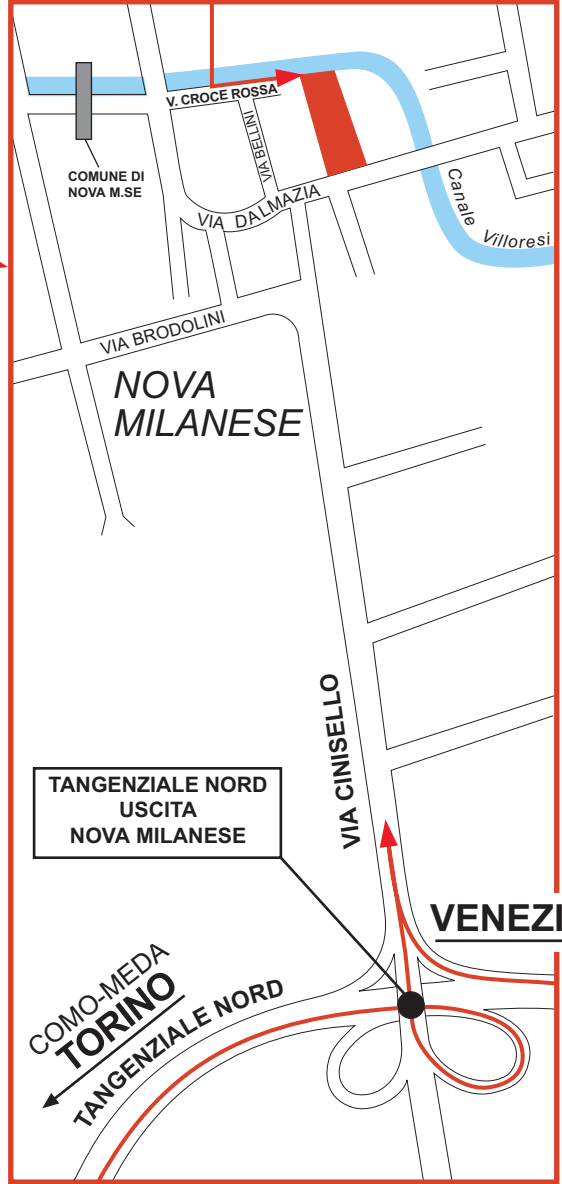 V. CROCE ROSSA
VIA BELLINI
COMUNE DI
NOVA M.SE
VIA DALMAZIA
Canale Villoresi
VIA BRODOLINI
NOVA
MILANESE
VIA CINISELLO
TANGENZIALE NORD
USCITA
NOVA MILANESE
VENEZI
COMO-MEDA
TORINO
TANGENZIALE NORD